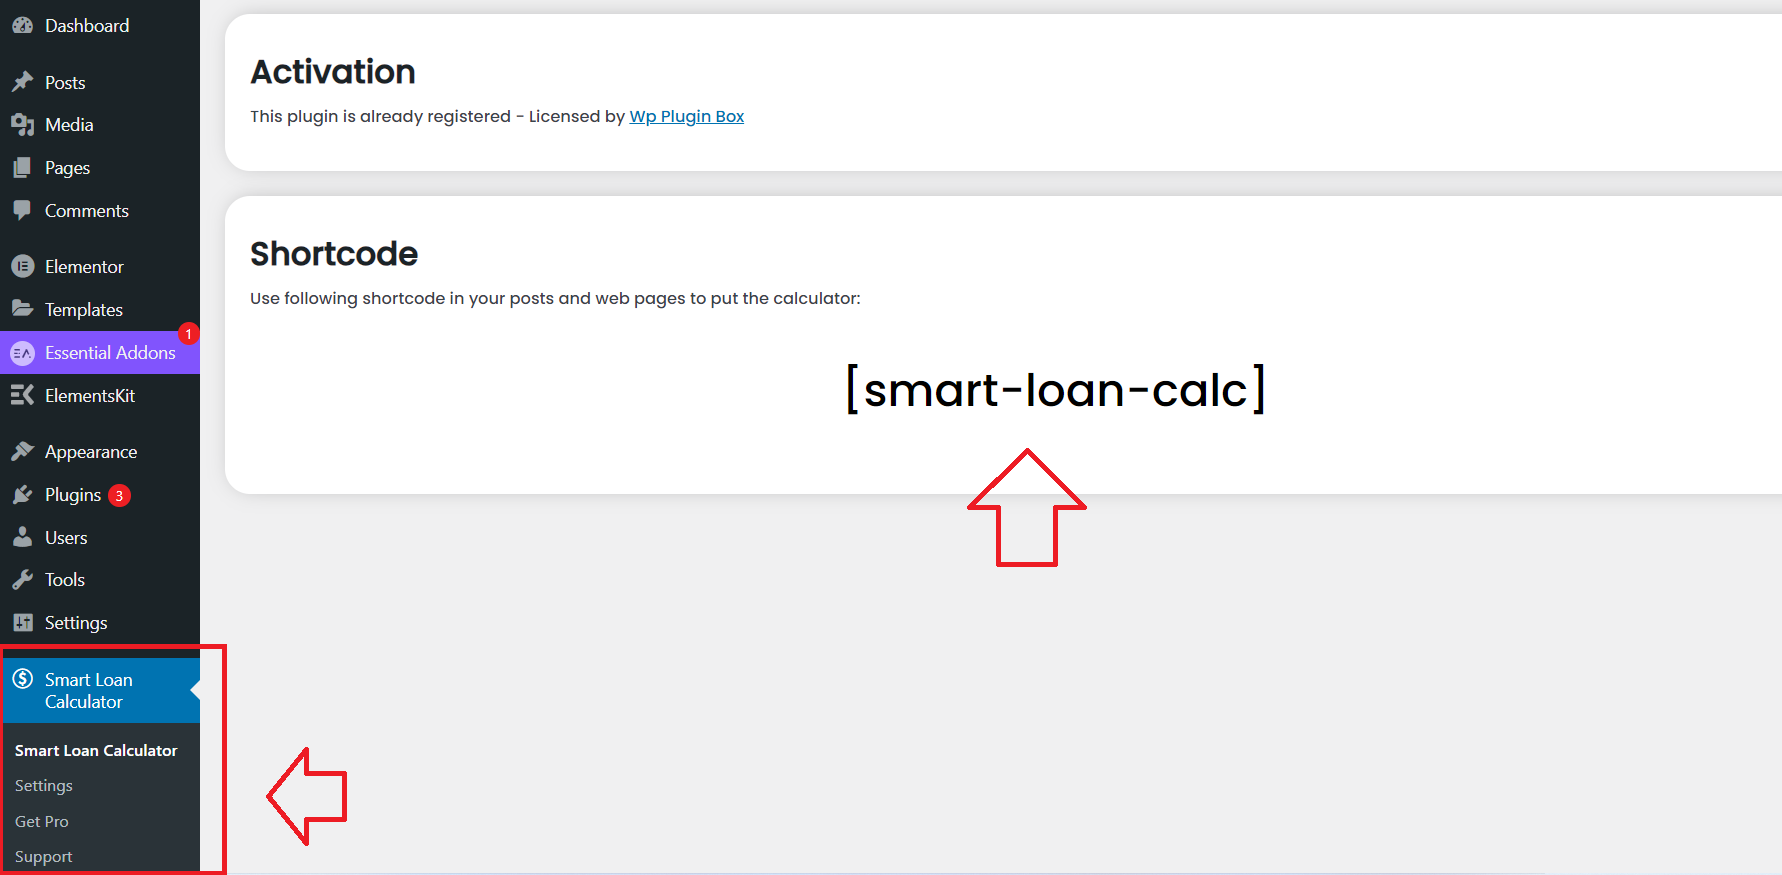 Dashboard
Posts
Media
Pages
Comments
Elementor
Templates
1
Essential Addons
ElementsKit
Appearance
Plugins 3
Users
Tools
Settings
Smart Loan
Calculator
Smart Loan Calculator
Settings
Get Pro
Support
Activation
This plugin is already registered - Licensed by Wp Plugin Box
Shortcode
Use following shortcode in your posts and web pages to put the calculator:
[smart-loan-calc]